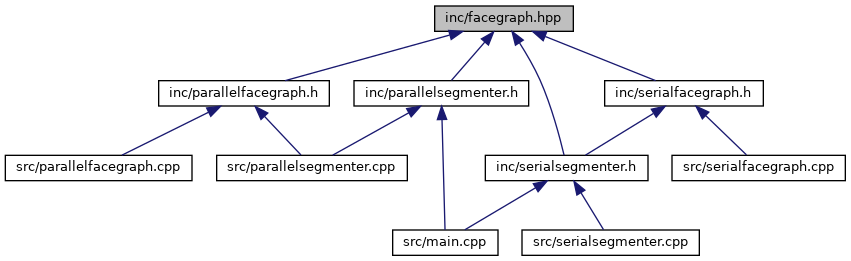 inc/facegraph.hpp
inc/parallelfacegraph.h
inc/parallelsegmenter.h
inc/serialfacegraph.h
src/parallelfacegraph.cpp
src/parallelsegmenter.cpp
inc/serialsegmenter.h
src/serialfacegraph.cpp
src/main.cpp
src/serialsegmenter.cpp